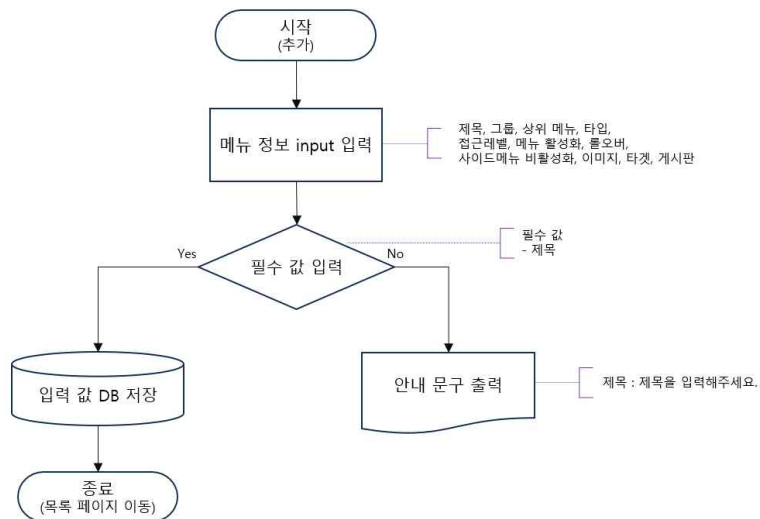 시작
(추가)
메뉴 정보 input 입력
제목, 그룹, 상위 메뉴, 타입,
접근레벨, 메뉴 활성화, 롤오버,
사이드메뉴 비활성화, 이미지, 타겟, 게시판
필수 값
- 제목
Yes
필수 값 입력
No
입력 값 DB 저장
안내 문구 출력
제목 : 제목을 입력해주세요.
종료
(목록 페이지 이동)